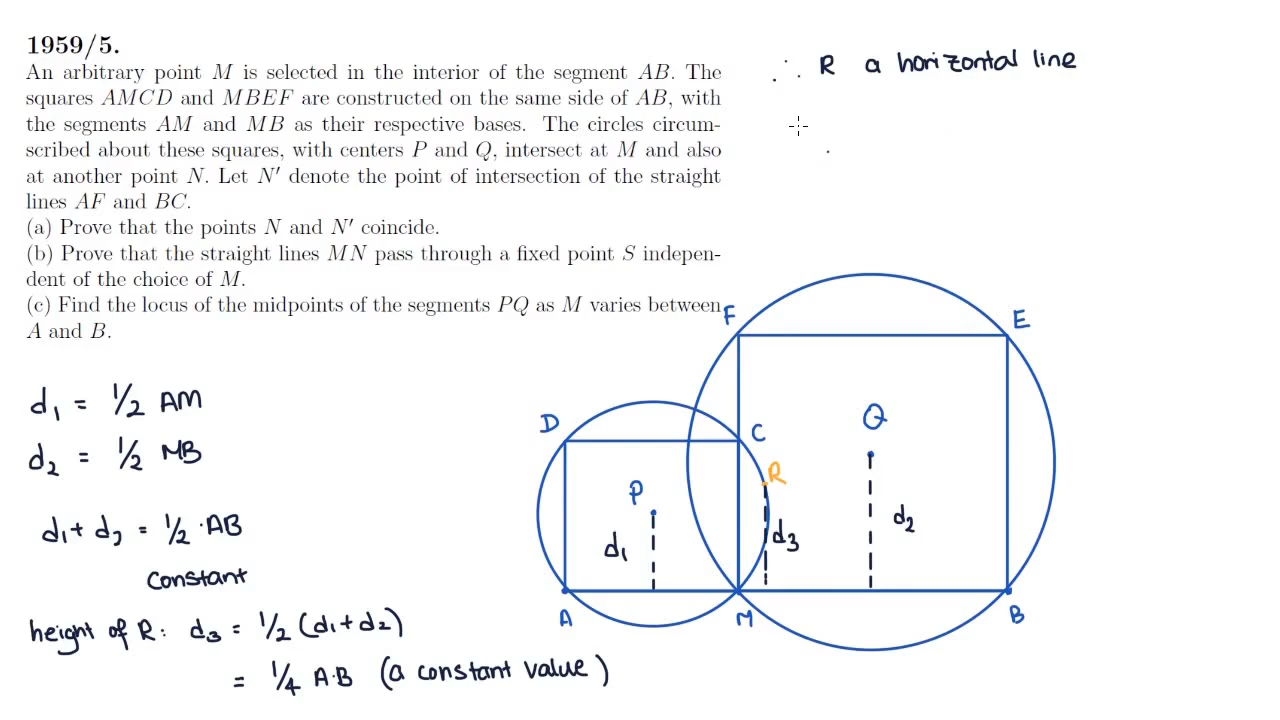 1959/5.
An arbitrary point M is selected in the interior of the segment AB. The
squares AMCD and MBEF are constructed on the same side of AB, with
the segments AM and MB as their respective bases. The circles circum-
scribed about these squares, with centers P and Q, intersect at M and also
at another point N. Let N′ denote the point of intersection of the straight
lines AF and BC.
(a) Prove that the points N and N′ coincide.
(b) Prove that the straight lines MN pass through a fixed point S indepen-
dent of the choice of M.
(c) Find the locus of the midpoints of the segments PQ as M varies between
A and B.
∴ R a horizontal line
d₁ = ½ AM
d₂ = ½ MB
d₁ + d₂ = ½ · AB
constant
height of R: d₃ = ½ (d₁ + d₂)
= ¼ A·B (a constant value)
F
E
D
C
Q
R
P
d₁
d₃
d₂
A
M
B